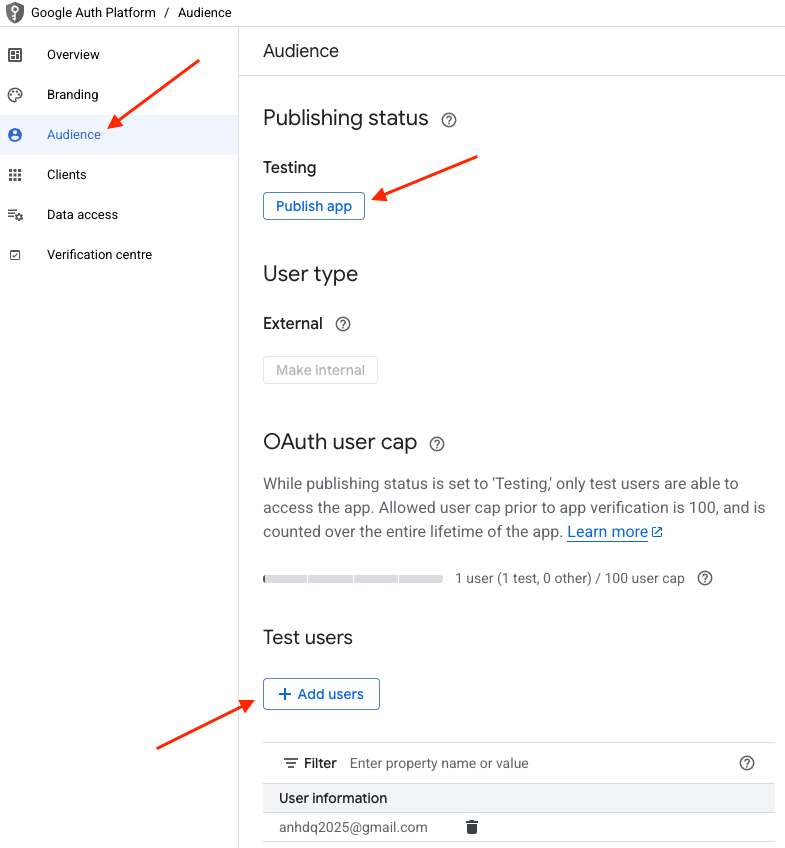 Google Auth Platform / Audience
Overview
Branding
Audience
Clients
Data access
Verification centre
Audience
Publishing status
Testing
Publish app
User type
External
Make internal
OAuth user cap
While publishing status is set to 'Testing,' only test users are able to
access the app. Allowed user cap prior to app verification is 100, and is
counted over the entire lifetime of the app. Learn more
1 user (1 test, 0 other) / 100 user cap
Test users
+ Add users
Filter Enter property name or value
User information
anhdq2025@gmail.com